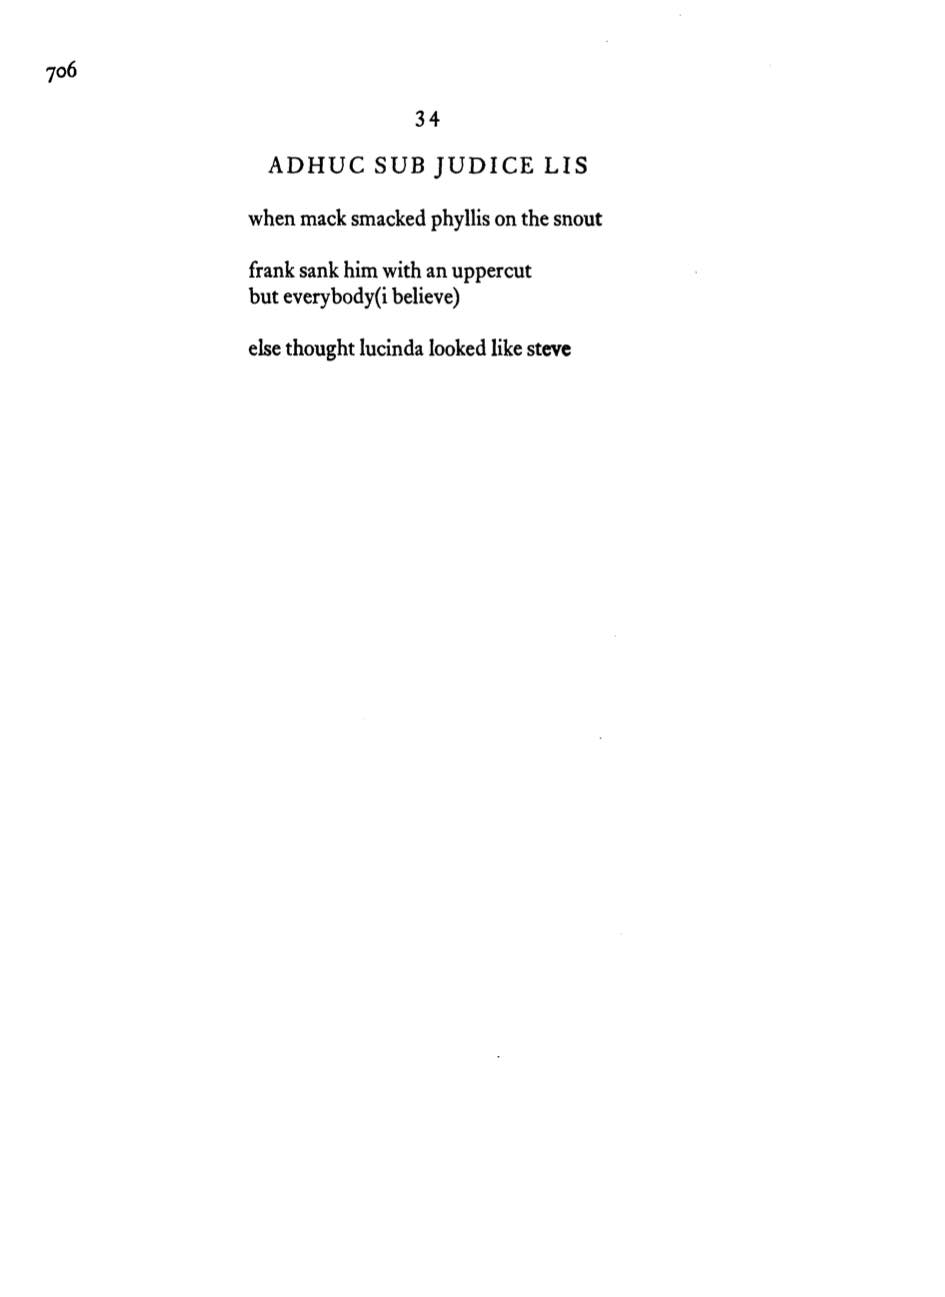 706
34
ADHUC SUB JUDICE LIS
when mack smacked phyllis on the snout
frank sank him with an uppercut
but everybody(i believe)
else thought lucinda looked like steve